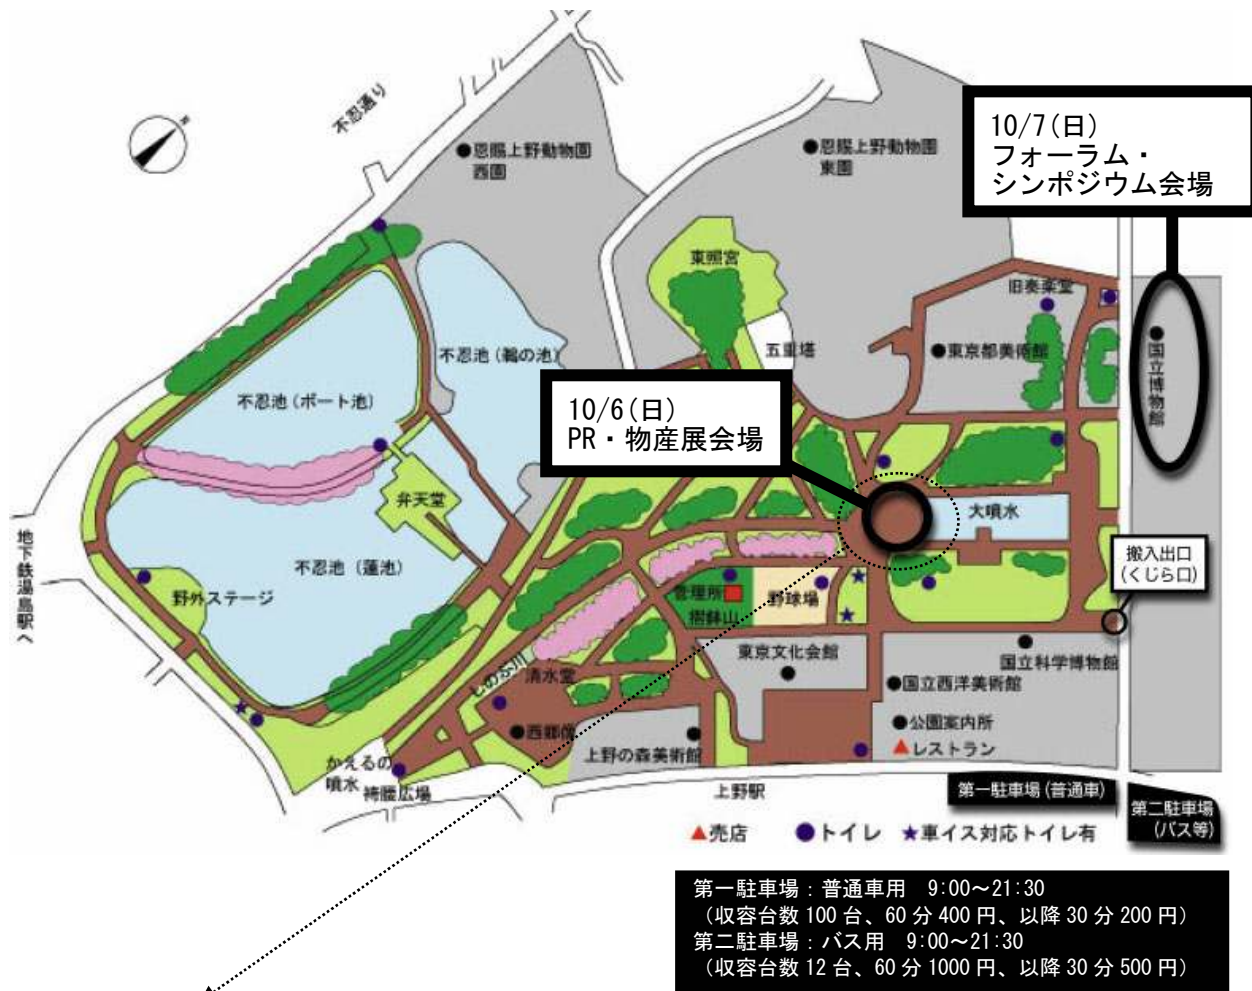 不忍通り
N
●恩賜上野動物園
西園
●恩賜上野動物園
東園
10/7(日)
フォーラム・
シンポジウム会場
東照宮
旧奏楽堂
五重塔
●東京都美術館
●国立博物館
不忍池(鵜の池)
不忍池(ボート池)
10/6(日)
PR・物産展会場
弁天堂
大噴水
搬入出口
(くじら口)
地下鉄湯島駅へ
不忍池(蓮池)
野外ステージ
管理所
摺鉢山
野球場
東京文化会館
国立科学博物館
しのぶ川
清水堂
●国立西洋美術館
●西郷像
●公園案内所
▲レストラン
上野の森美術館
かえるの
噴水
袴腰広場
上野駅
第一駐車場(普通車)
第二駐車場
(バス等)
▲売店 ●トイレ ★車イス対応トイレ有
第一駐車場：普通車用 9:00～21:30
（収容台数100台、60分400円、以降30分200円）
第二駐車場：バス用 9:00～21:30
（収容台数12台、60分1000円、以降30分500円）